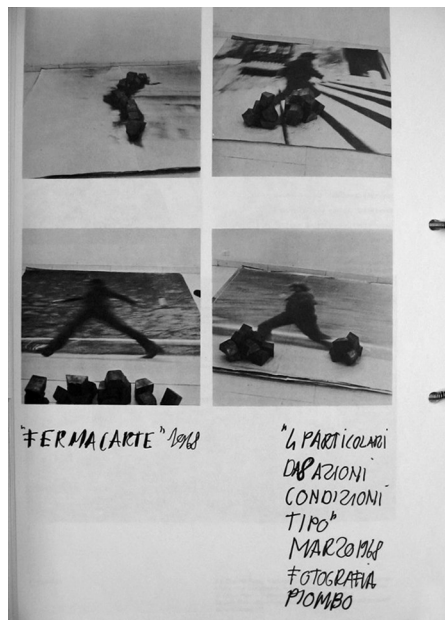 "FERMACARTE" 1968
"4 PARTICOLARI
DA 8 AZIONI
CONDIZIONI
TIPO"
MARZO 1968
FOTOGRAFIA
PIOMBO